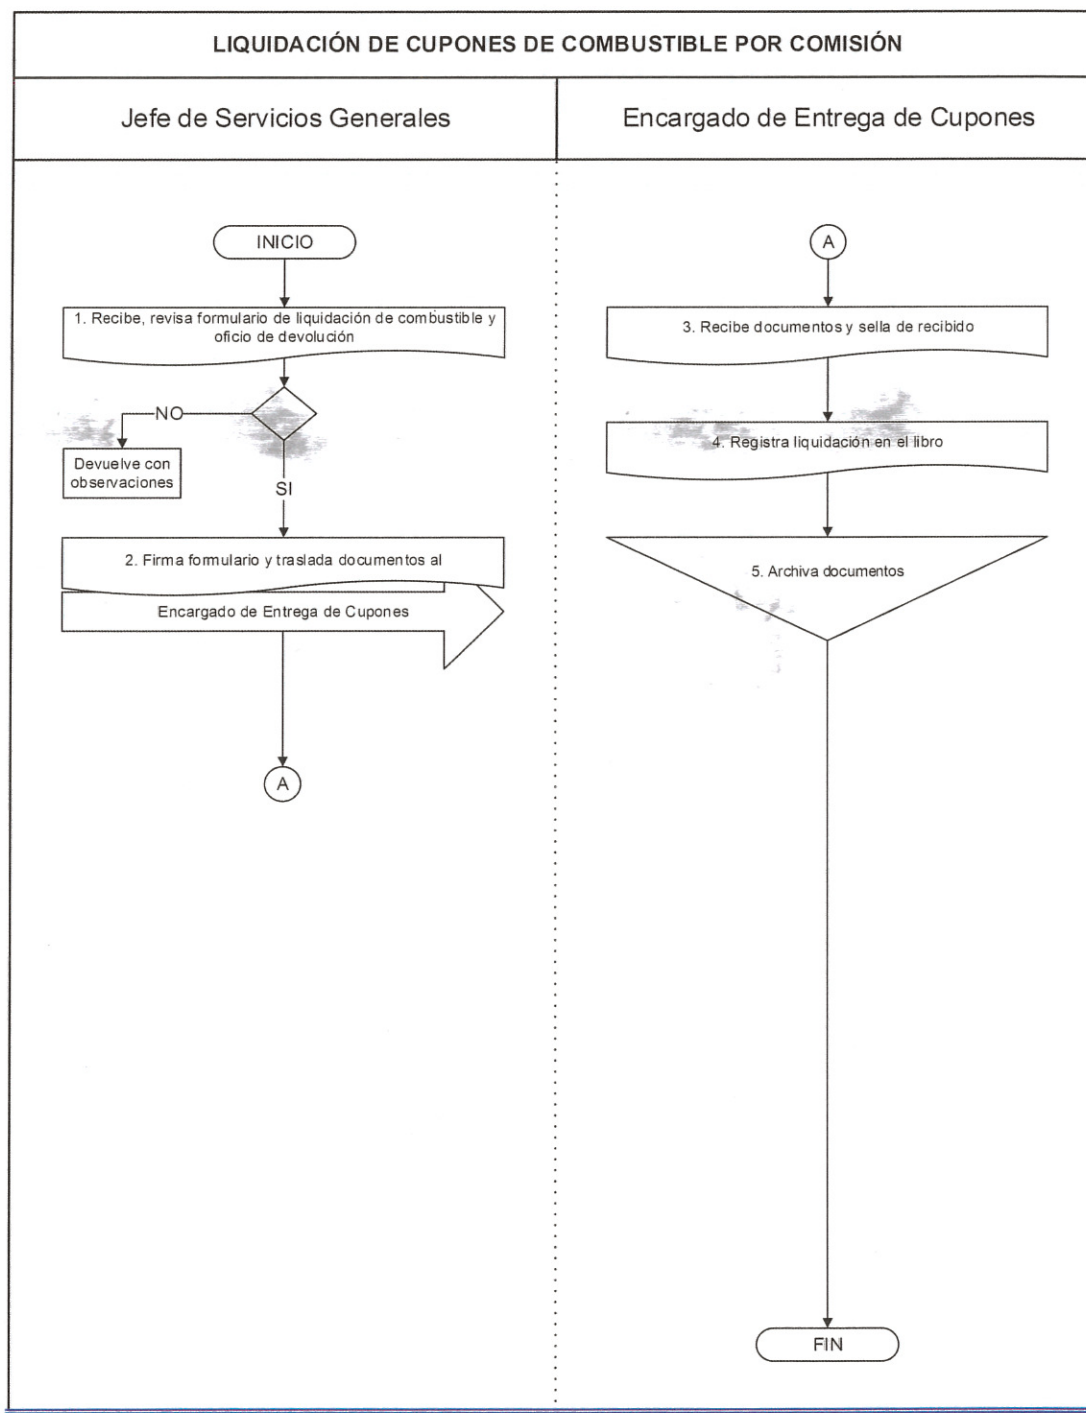 LIQUIDACIÓN DE CUPONES DE COMBUSTIBLE POR COMISIÓN
Jefe de Servicios Generales
Encargado de Entrega de Cupones
INICIO
1. Recibe, revisa formulario de liquidación de combustible y
oficio de devolución
NO
Devuelve con
observaciones
SI
2. Firma formulario y traslada documentos al
Encargado de Entrega de Cupones
A
A
3. Recibe documentos y sella de recibido
4. Registra liquidación en el libro
5. Archiva documentos
FIN